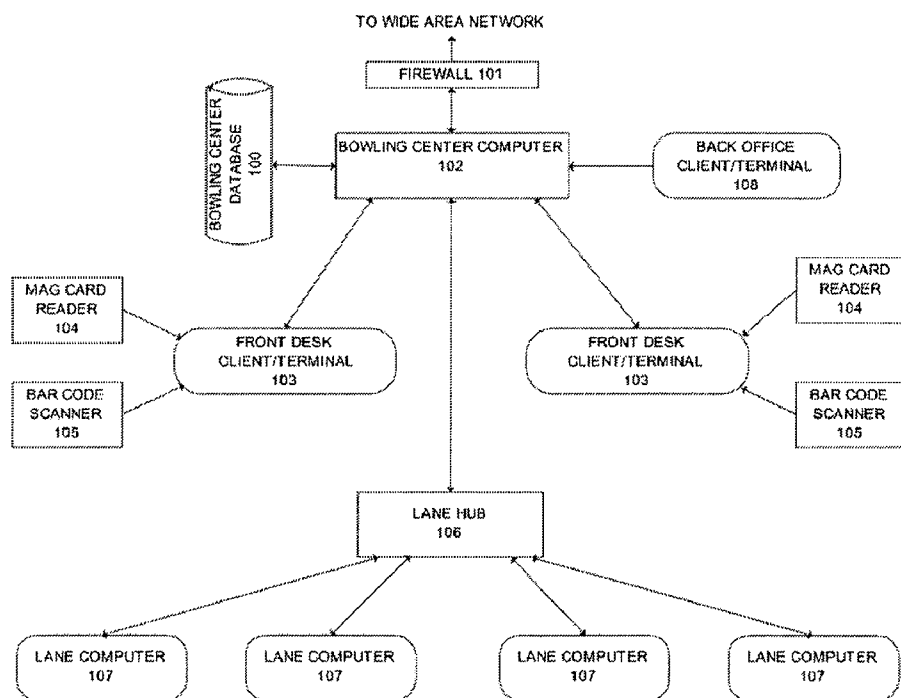 TO WIDE AREA NETWORK
FIREWALL 101
BOWLING CENTER
DATABASE
100
BOWLING CENTER COMPUTER
102
BACK OFFICE
CLIENT/TERMINAL
108
MAG CARD
READER
104
FRONT DESK
CLIENT/TERMINAL
103
BAR CODE
SCANNER
105
MAG CARD
READER
104
FRONT DESK
CLIENT/TERMINAL
103
BAR CODE
SCANNER
105
LANE HUB
106
LANE COMPUTER
107
LANE COMPUTER
107
LANE COMPUTER
107
LANE COMPUTER
107